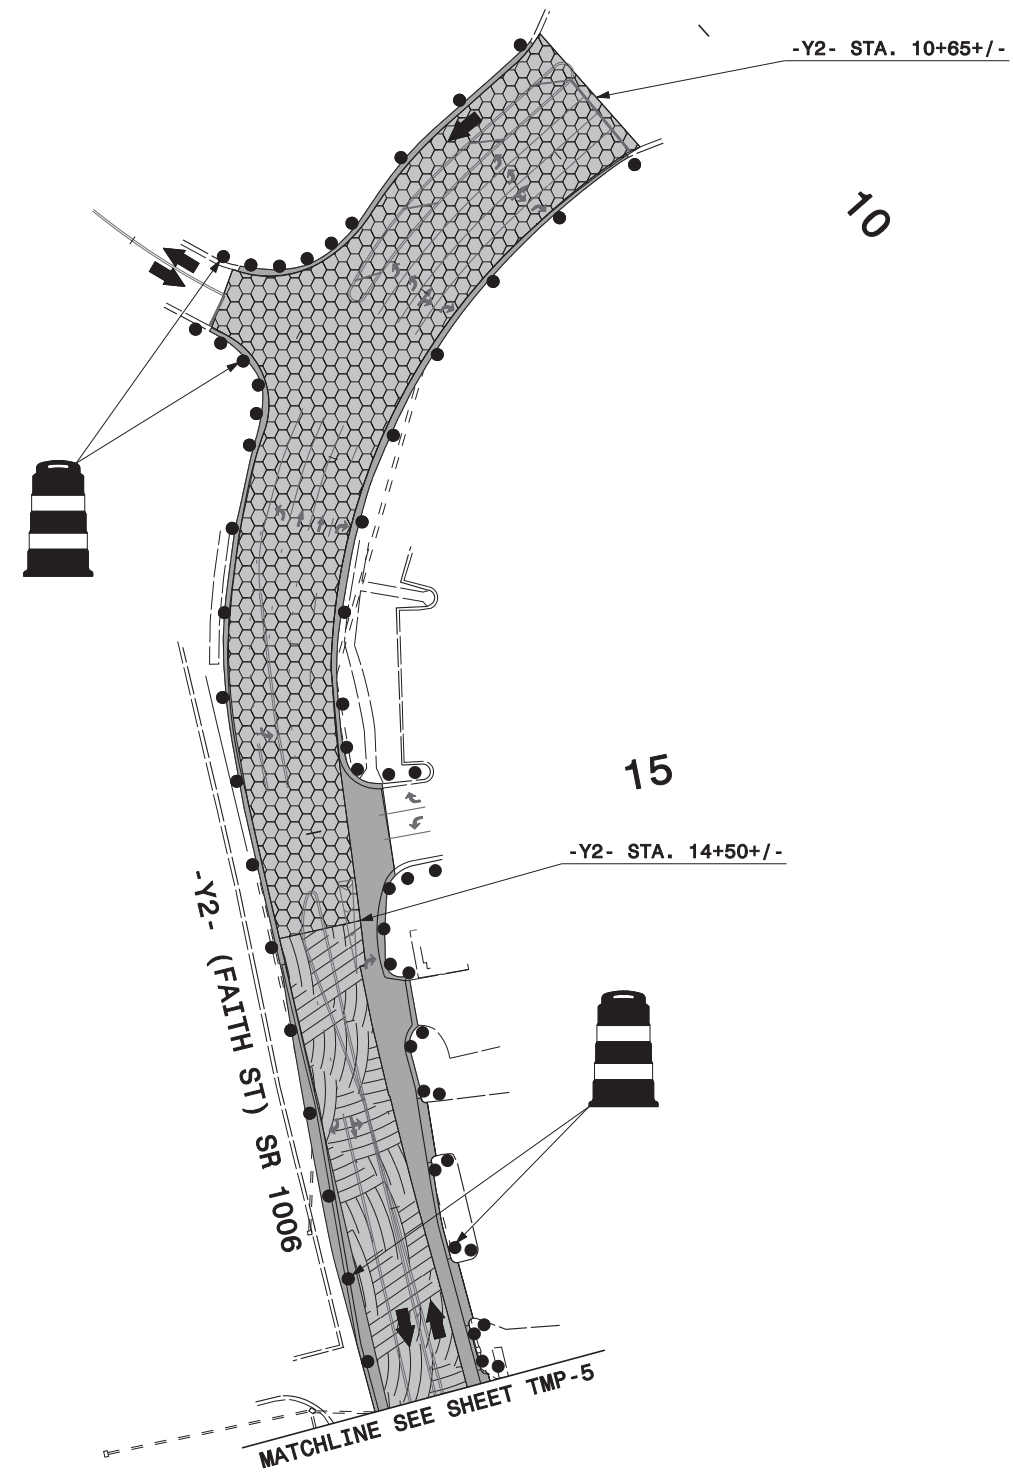 -Y2- STA. 10+65+/-
10
15
-Y2- STA. 14+50+/-
-Y2- (FAITH ST) SR 1006
MATCHLINE SEE SHEET TMP-5